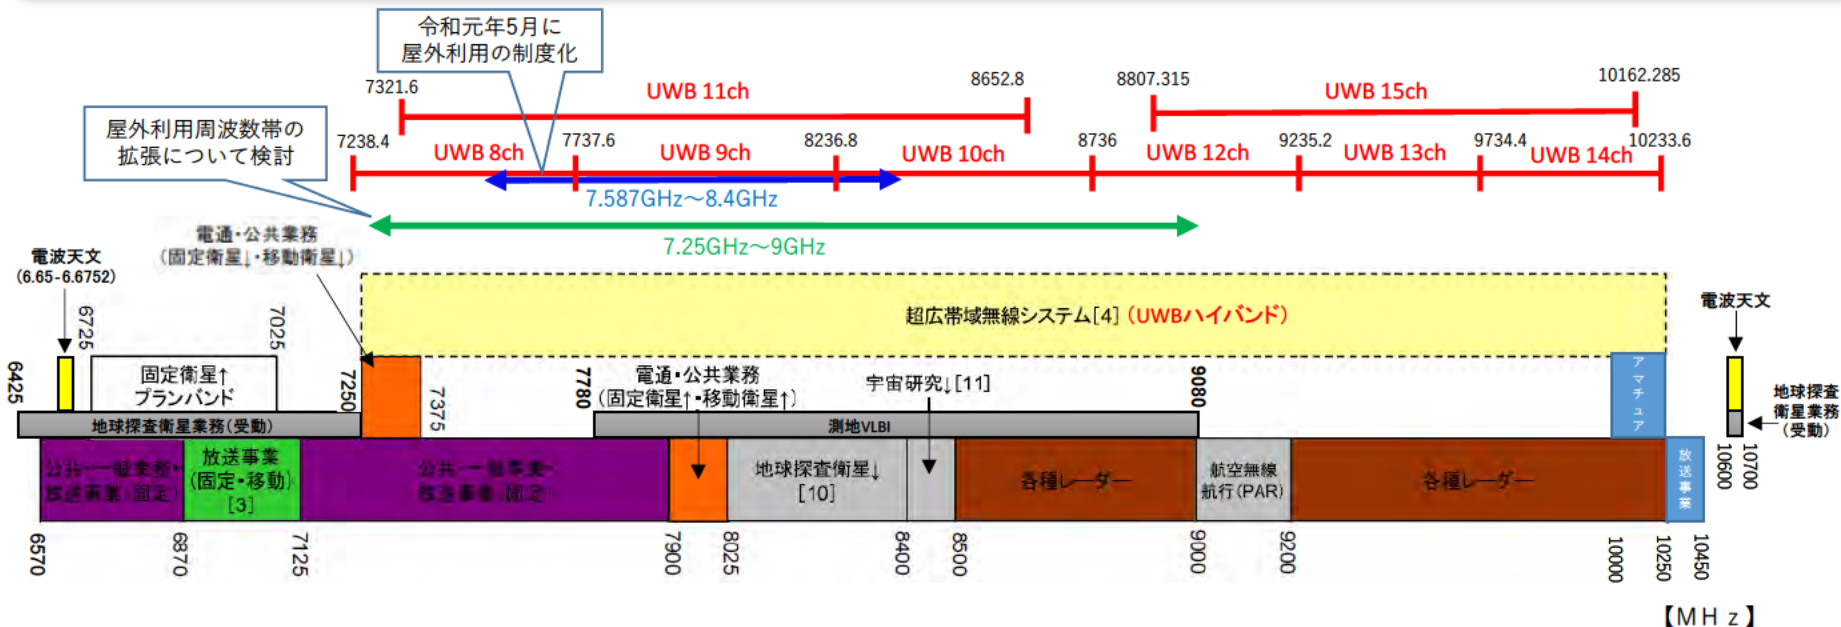 令和元年5月に
屋外利用の制度化
7321.6
UWB 11ch
8652.8
8807.315
UWB 15ch
10162.285
屋外利用周波数帯の
拡張について検討
7238.4
UWB 8ch
7737.6
UWB 9ch
8236.8
UWB 10ch
8736
UWB 12ch
9235.2
UWB 13ch
9734.4
UWB 14ch
10233.6
7.587GHz～8.4GHz
7.25GHz～9GHz
電通・公共業務
(固定衛星↓・移動衛星↓)
電波天文
(6.65-6.6752)
超広帯域無線システム[4] (UWBハイバンド)
電波天文
6425
6725
7025
固定衛星↑
プランバンド
7250
7375
7780
電通・公共業務
(固定衛星↑・移動衛星↑)
宇宙研究↓[11]
9080
アマチュア
地球探査
衛星業務
(受動)
地球探査衛星業務(受動)
測地VLBI
公共・一般業務・
放送事業(固定)
放送事業
(固定・移動)
[3]
公共・一般事業・
放送事業(固定)
地球探査衛星↓
[10]
各種レーダー
航空無線
航行(PAR)
各種レーダー
放送事業
10600
10700
6570
6870
7125
7900
8025
8400
8500
9000
9200
10000
10250
10450
【MHz】